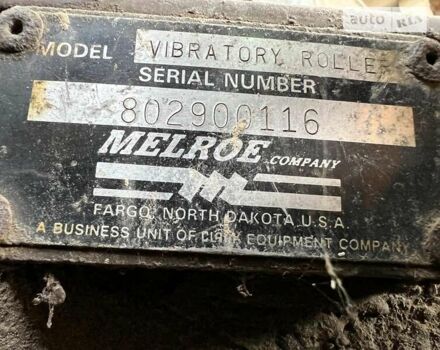 auto RIA
MODEL VIBRATORY ROLLER
SERIAL NUMBER
802900116
MELROE COMPANY
FARGO, NORTH DAKOTA U.S.A.
A BUSINESS UNIT OF CLARK EQUIPMENT COMPANY